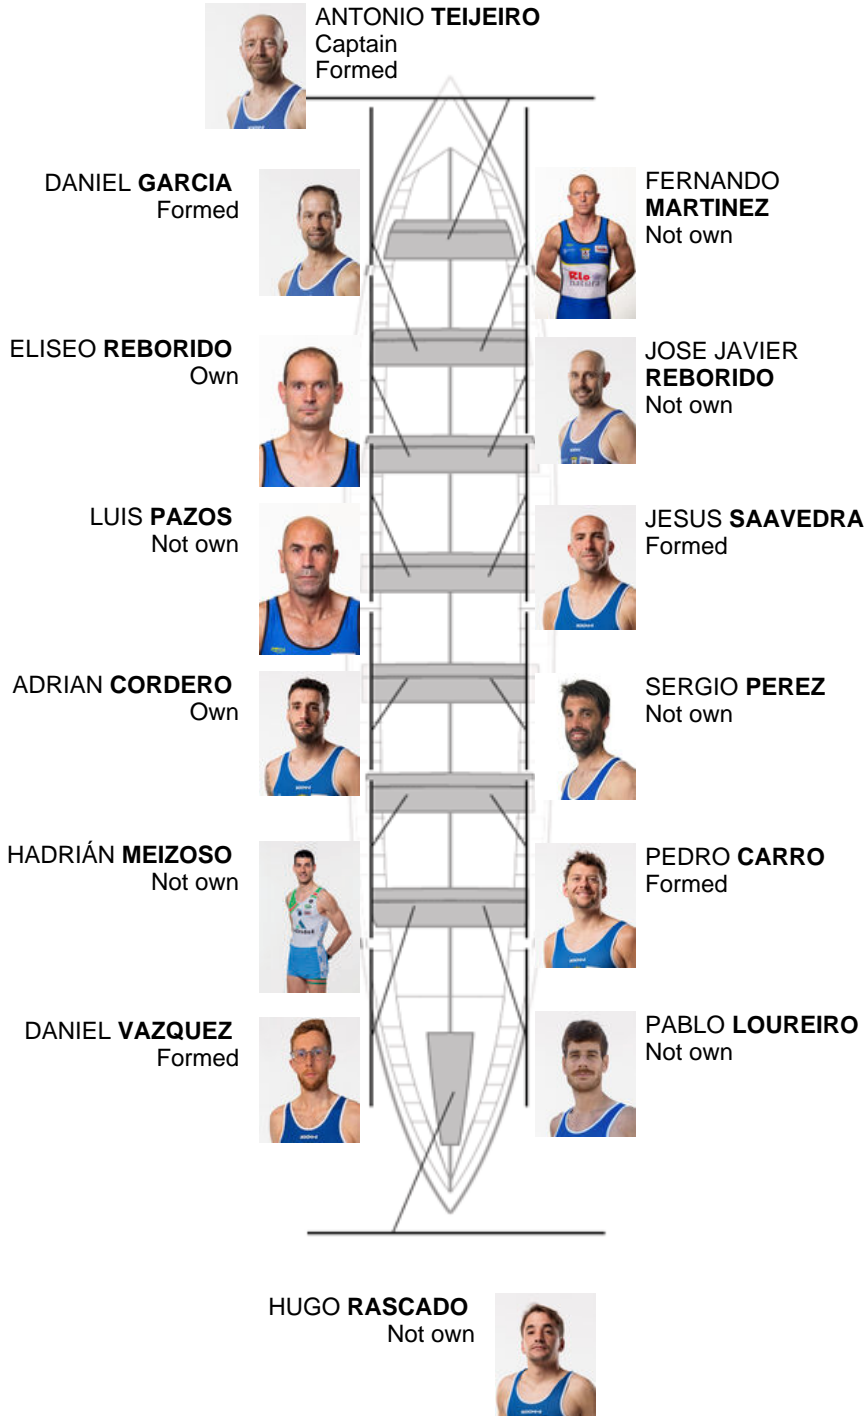 ANTONIO TEIJEIRO
Captain
Formed
DANIEL GARCIA
Formed
FERNANDO
MARTINEZ
Not own
Rio
natura
ELISEO REBORIDO
Own
JOSE JAVIER
REBORIDO
Not own
LUIS PAZOS
Not own
JESUS SAAVEDRA
Formed
ADRIAN CORDERO
Own
SERGIO PEREZ
Not own
HADRIÁN MEIZOSO
Not own
PEDRO CARRO
Formed
DANIEL VAZQUEZ
Formed
PABLO LOUREIRO
Not own
HUGO RASCADO
Not own